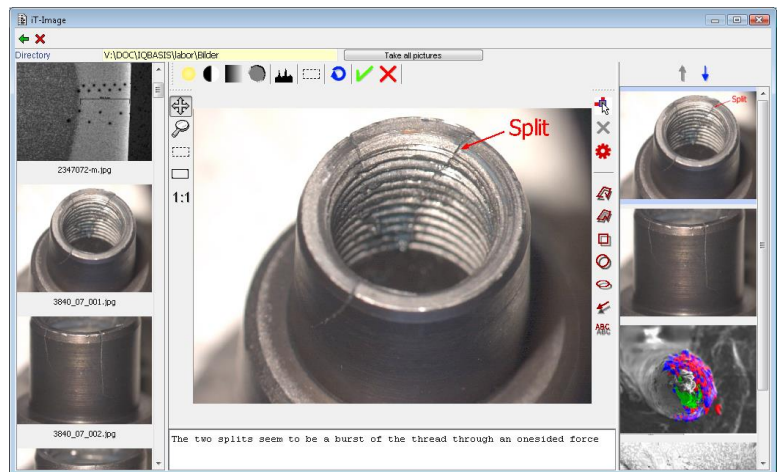 iT-Image
Directory
V:\DOC\IQBASIS\labor\Bilder
Take all pictures
2347072-m.jpg
3840_07_001.jpg
3840_07_002.jpg
1:1
Split
ABC
Split
The two splits seem to be a burst of the thread through an onesided force